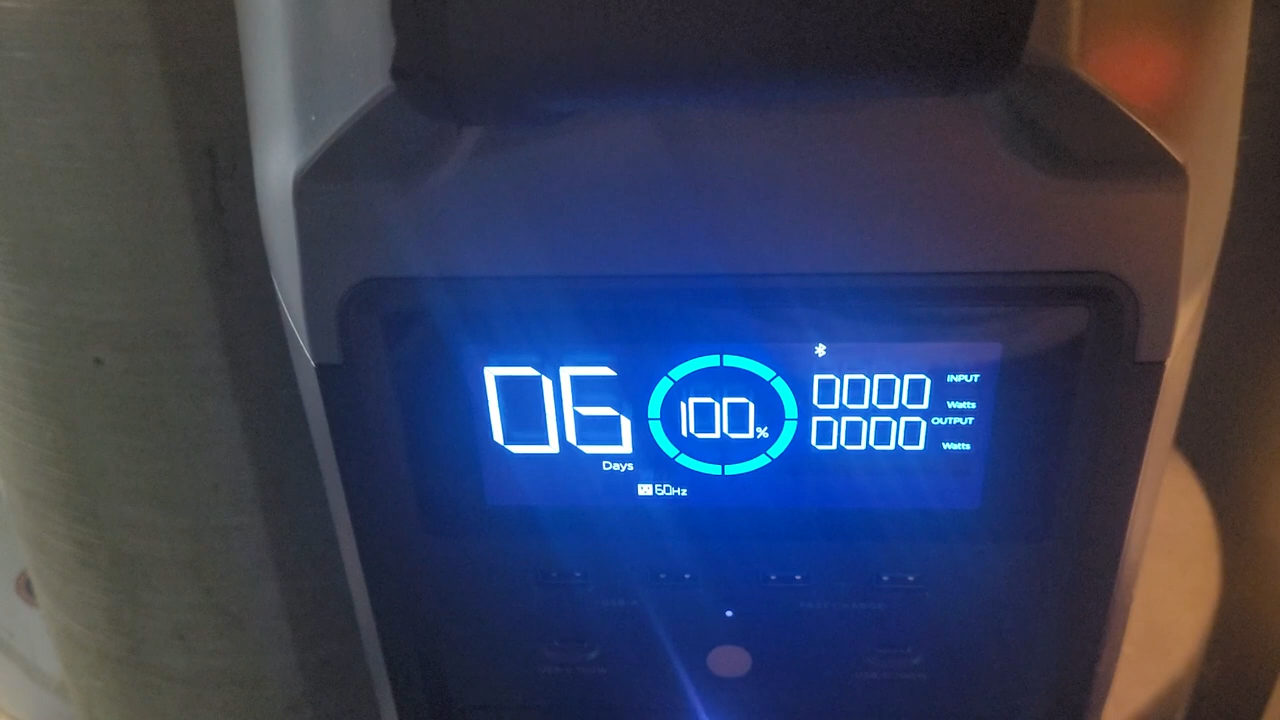 06
Days
100%
60Hz
0000 INPUT
Watts
0000 OUTPUT
Watts